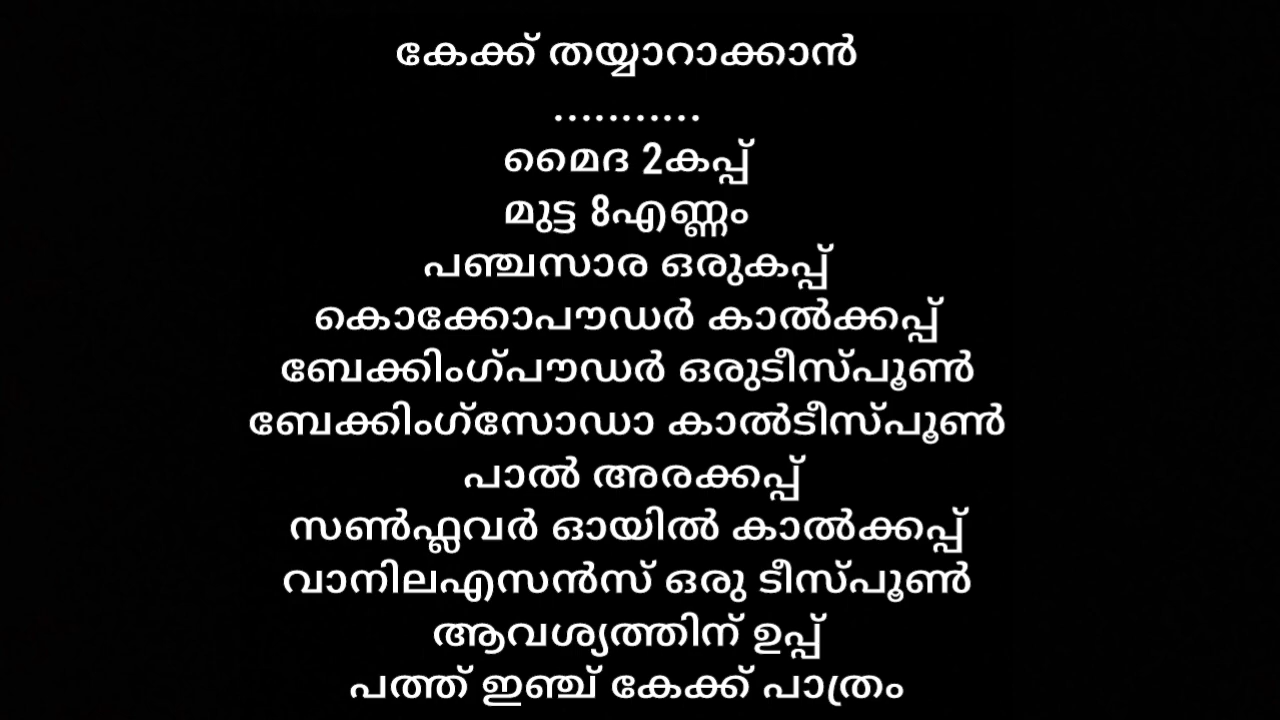 കേക്ക് തയ്യാറാക്കാൻ
...........
മൈദ 2കപ്പ്
മുട്ട 8എണ്ണം
പഞ്ചസാര ഒരുകപ്പ്
കൊക്കോപൗഡർ കാൽക്കപ്പ്
ബേക്കിംഗ്പൗഡർ ഒരുടീസ്പൂൺ
ബേക്കിംഗ്സോഡാ കാൽടീസ്പൂൺ
പാൽ അരക്കപ്പ്
സൺഫ്ലവർ ഓയിൽ കാൽക്കപ്പ്
വാനിലഎസൻസ് ഒരു ടീസ്പൂൺ
ആവശ്യത്തിന് ഉപ്പ്
പത്ത് ഇഞ്ച് കേക്ക് പാത്രം